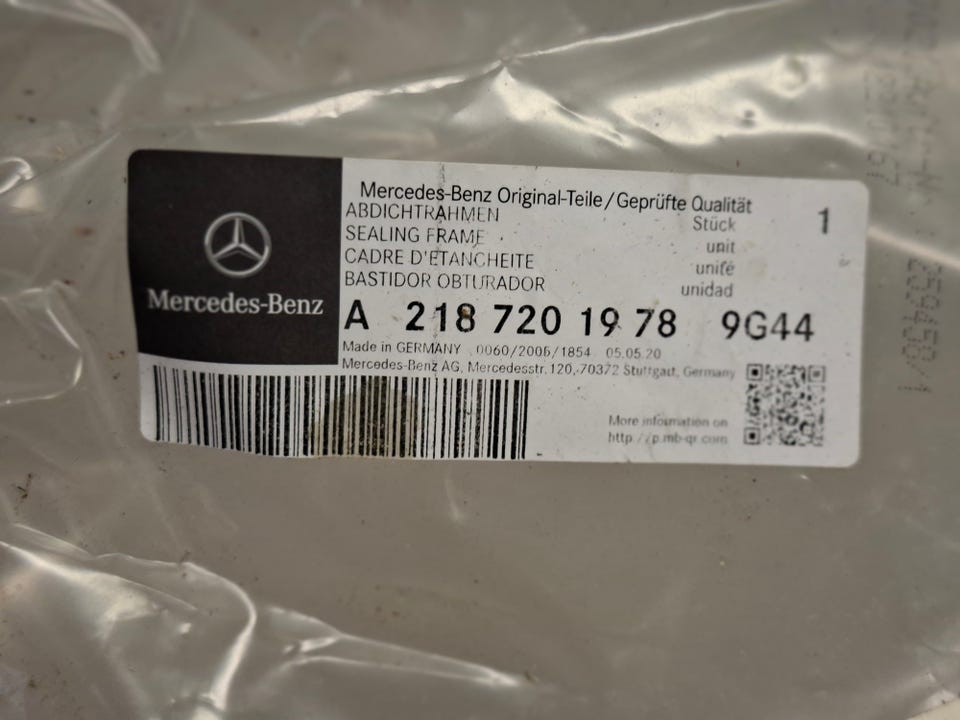 Mercedes-Benz
Mercedes-Benz Original-Teile/Geprüfte Qualität
ABDICHTRAHMEN Stück 1
SEALING FRAME unit
CADRE D'ETANCHEITE unité
BASTIDOR OBTURADOR unidad
A 218 720 19 78 9G44
Made in GERMANY 0060/2006/1854 05.05.20
Mercedes-Benz AG, Mercedesstr.120,-70372 Stuttgart, Germany
More information on
http://p.mb-qr.com